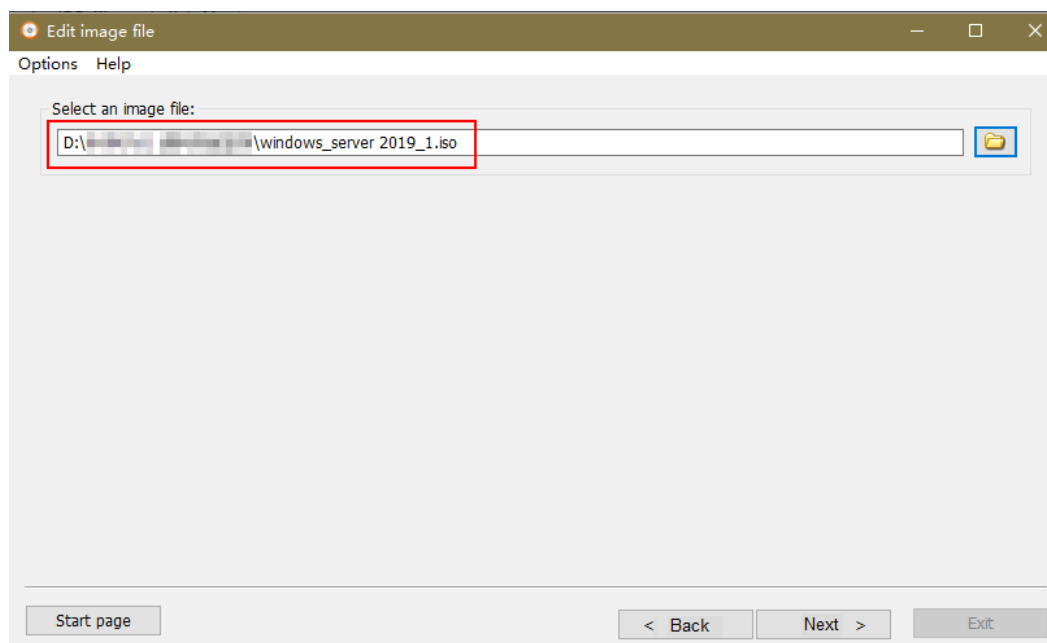 Edit image file
Options Help
Select an image file:
D:\ \windows_server 2019_1.iso
Start page
< Back
Next >
Exit